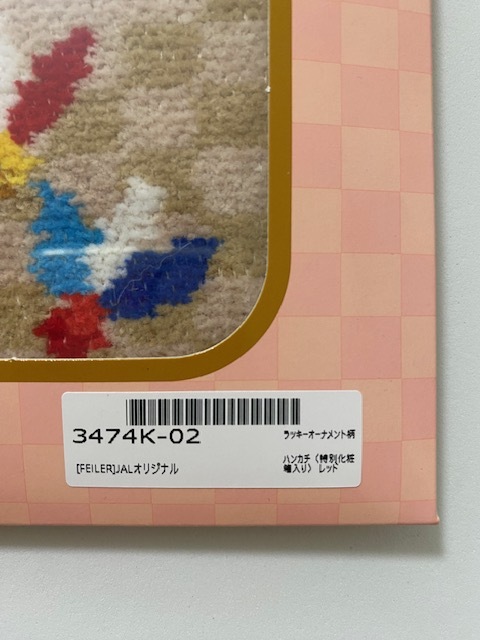 3474K-02
[FEILER]JALオリジナル
ラッキーオーナメント柄
ハンカチ（特別化粧
箱入り） レッド